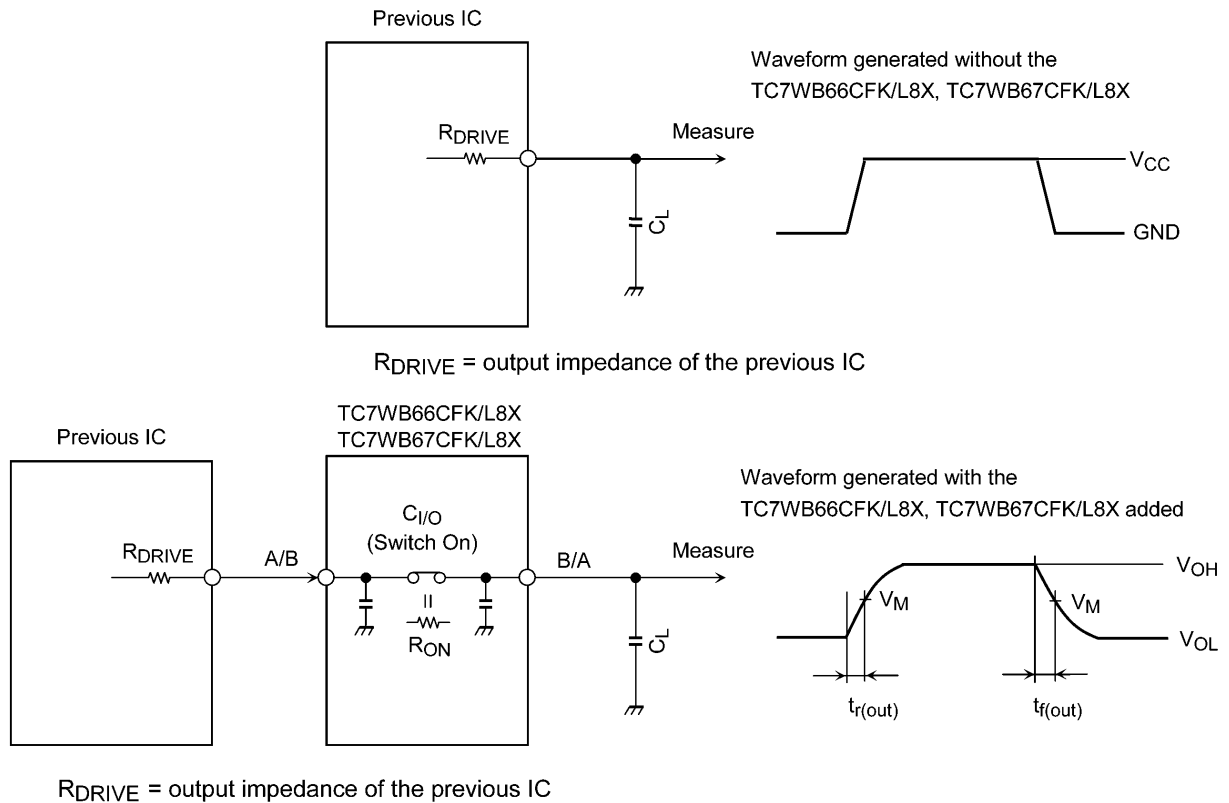 Previous IC
Waveform generated without the
TC7WB66CFK/L8X, TC7WB67CFK/L8X
RDRIVE
Measure
VCC
CL
GND
RDRIVE = output impedance of the previous IC
TC7WB66CFK/L8X
TC7WB67CFK/L8X
Previous IC
Waveform generated with the
TC7WB66CFK/L8X, TC7WB67CFK/L8X added
CI/O
(Switch On)
RDRIVE
A/B
B/A
Measure
VOH
VM
VM
RON
CL
VOL
tr(out)
tf(out)
RDRIVE = output impedance of the previous IC